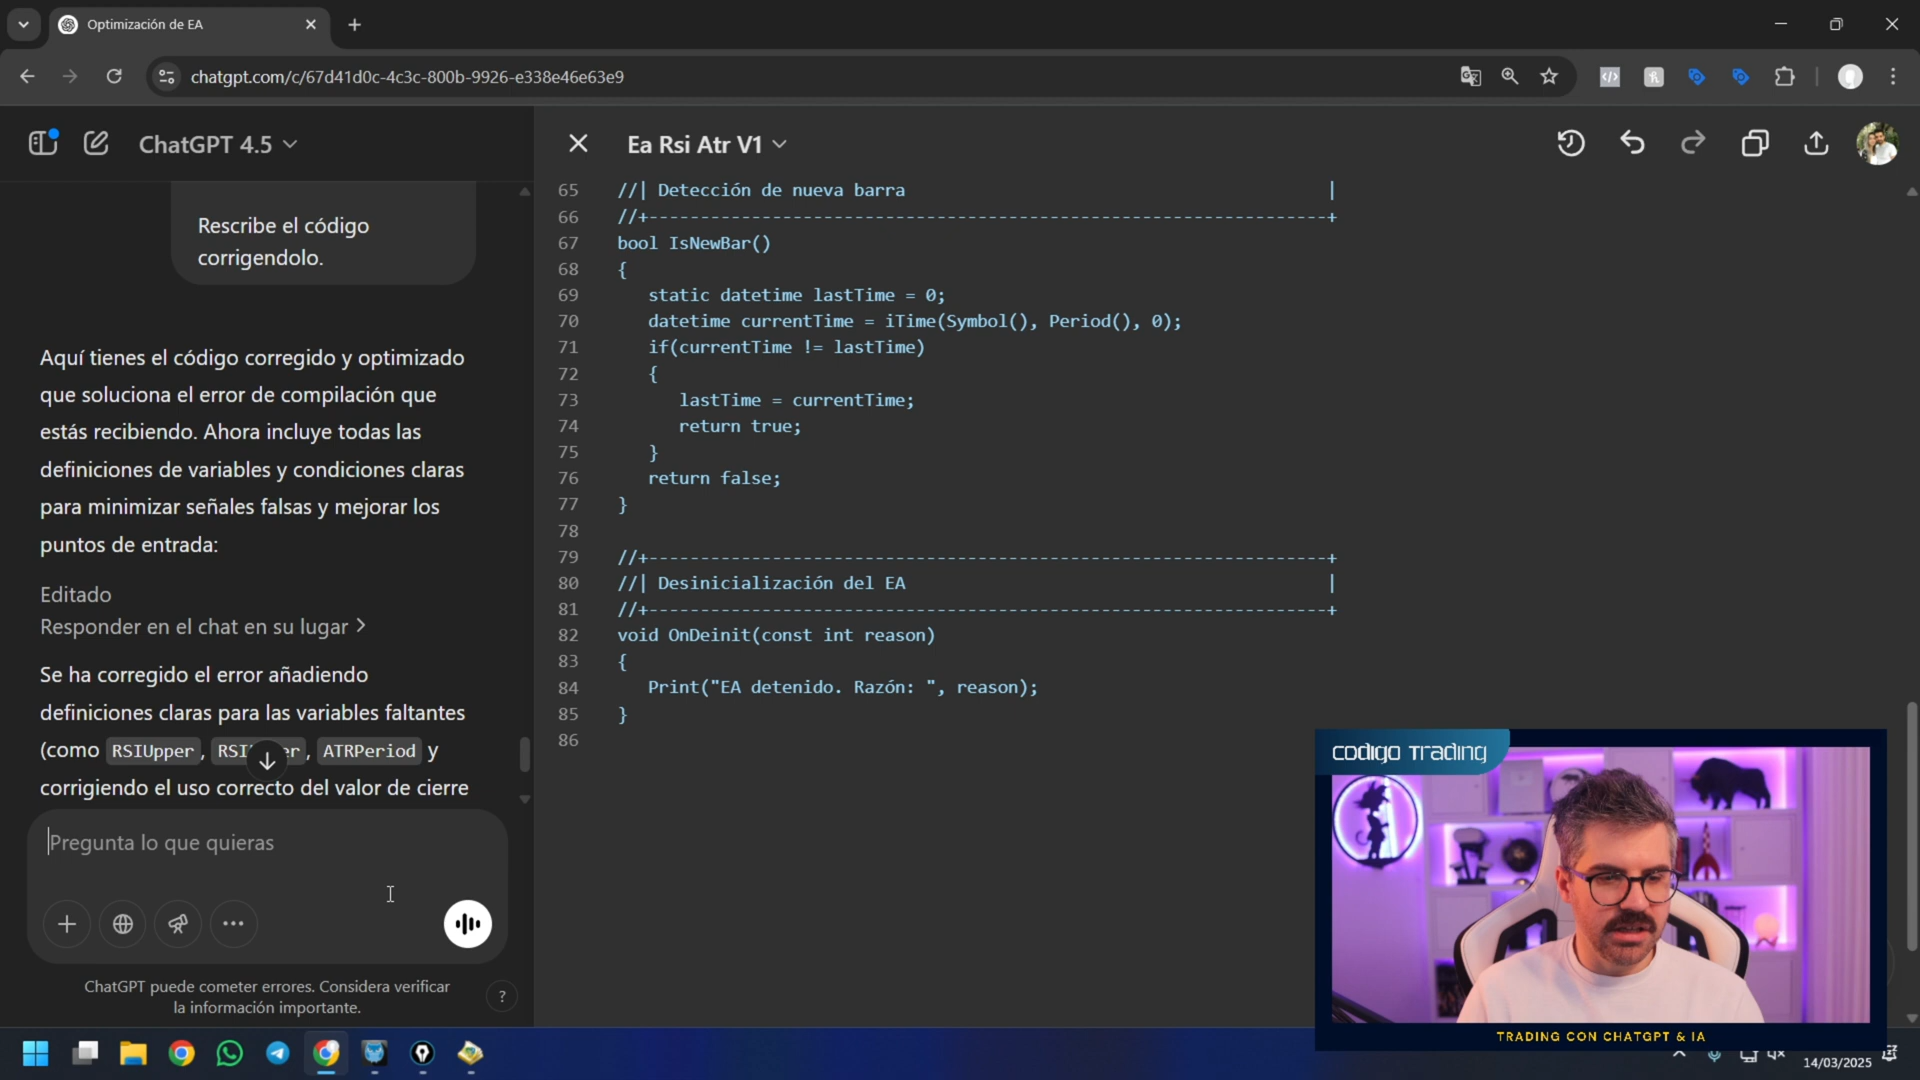 Optimización de EA
chatgpt.com/c/67d41d0c-4c3c-800b-9926-e338e46e63e9
ChatGPT 4.5
Rescribe el código
corrigendolo.
Aquí tienes el código corregido y optimizado
que soluciona el error de compilación que
estás recibiendo. Ahora incluye todas las
definiciones de variables y condiciones claras
para minimizar señales falsas y mejorar los
puntos de entrada:
Editado
Responder en el chat en su lugar >
Se ha corregido el error añadiendo
definiciones claras para las variables faltantes
(como RSIUpper, , ATRPeriod y
corrigiendo el uso correcto del valor de cierre
Pregunta lo que quieras
ChatGPT puede cometer errores. Considera verificar
la información importante.
?
Ea Rsi Atr V1
65 //| Detección de nueva barra |
66 //+------------------------------------------------------------------+
67 bool IsNewBar()
68 {
69 static datetime lastTime = 0;
70 datetime currentTime = iTime(Symbol(), Period(), 0);
71 if(currentTime != lastTime)
72 {
73 lastTime = currentTime;
74 return true;
75 }
76 return false;
77 }
78
79 //+------------------------------------------------------------------+
80 //| Desinicialización del EA |
81 //+------------------------------------------------------------------+
82 void OnDeinit(const int reason)
83 {
84 Print("EA detenido. Razón: ", reason);
85 }
86
codigo Trading
TRADING CON CHATGPT & IA
14/03/2025